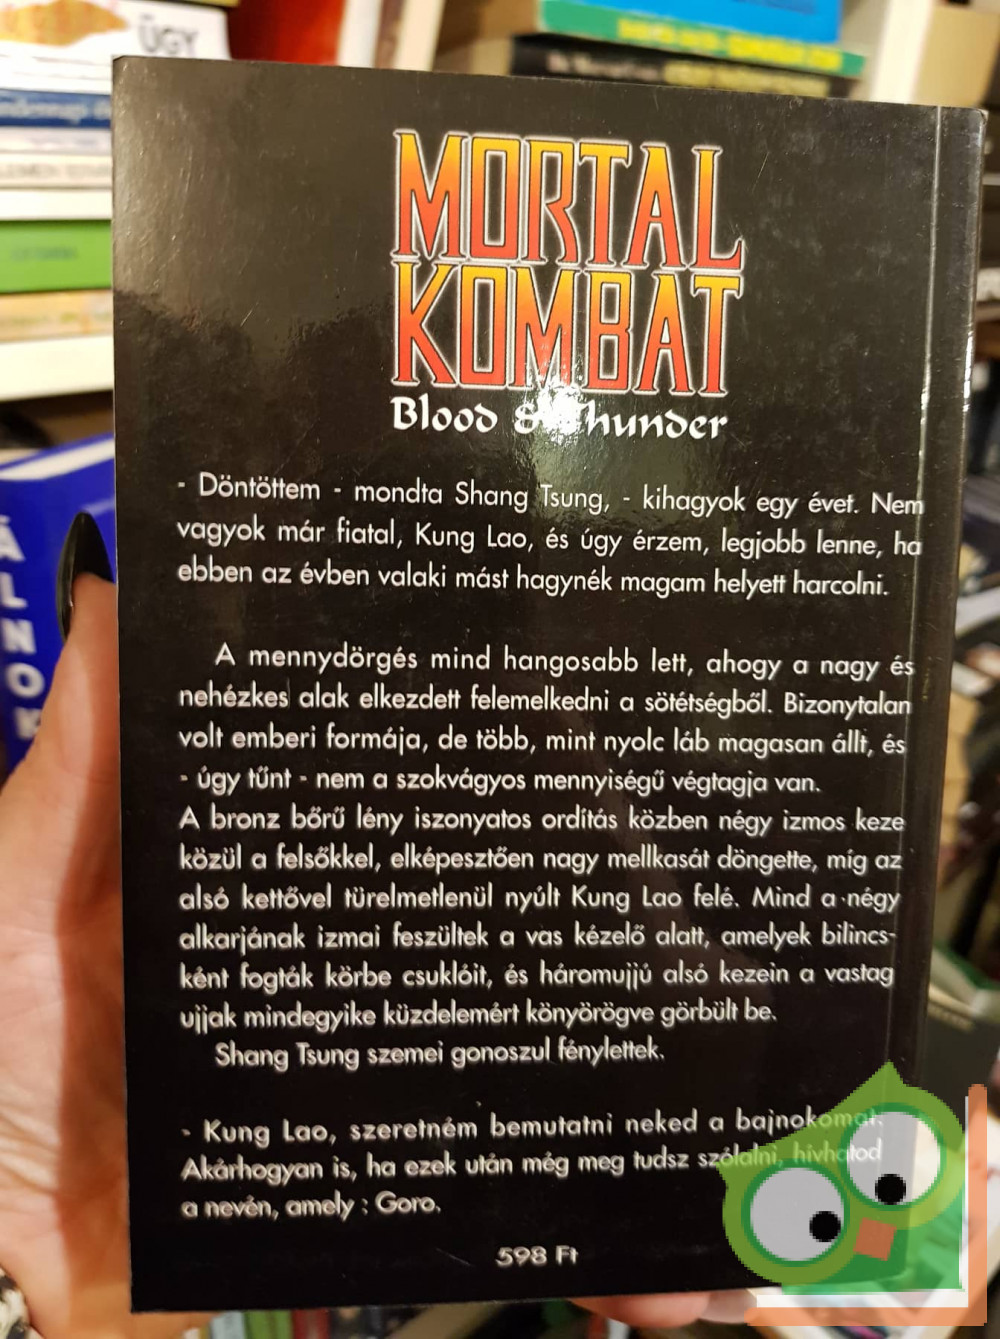 ÜGY
MORTAL
KOMBAT
Blood & Thunder
- Döntöttem - mondta Shang Tsung, - kihagyok egy évet. Nem
vagyok már fiatal, Kung Lao, és úgy érzem, legjobb lenne, ha
ebben az évben valaki mást hagynék magam helyett harcolni.
A mennydörgés mind hangosabb lett, ahogy a nagy és
nehézkes alak elkezdett felemelkedni a sötétségből. Bizonytalan
volt emberi formája, de több, mint nyolc láb magasan állt, és
- úgy tűnt - nem a szokvágyos mennyiségű végtagja van.
A bronz bőrű lény iszonyatos ordítás közben négy izmos keze
közül a felsőkkel, elképesztően nagy mellkasát döngette, míg az
alsó kettővel türelmetlenül nyúlt Kung Lao felé. Mind a négy
alkarjának izmai feszültek a vas kézelő alatt, amelyek bilincs-
ként fogták körbe csuklóit, és háromujjú alsó kezein a vastag
ujjak mindegyike küzdelemért könyörögve görbült be.
Shang Tsung szemei gonoszul fénylettek.
- Kung Lao, szeretném bemutatni neked a bajnokomat.
Akárhogyan is, ha ezek után még meg tudsz szólalni, hívhatod
a nevén, amely : Goro.
598 Ft